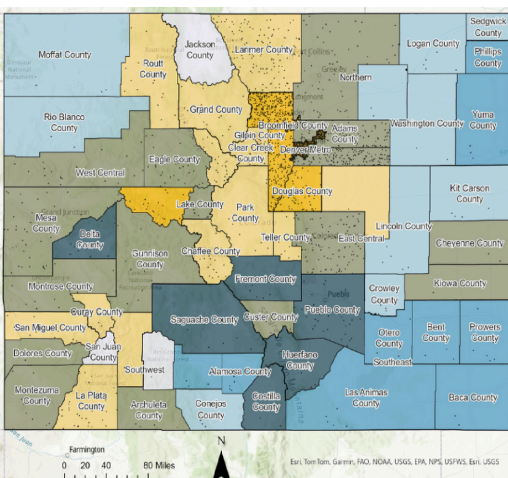 Sedgwick
County
Moffat County
Jackson
County
Larimer County
Logan County
Phillips
County
Routt
County
Northern
Grand County
Yuma
County
Rio Blanco
County
Broomfield County
Gilpin County
Adams
County
Washington County
Clear Creek
County
Denver Metro
Eagle County
West Central
Kit Carson
County
Douglas County
Lake County
Park
County
Mesa
County
Lincoln County
Delta
County
Teller County
East Central
Cheyenne County
Gunnison
County
Chaffee County
Fremont County
Montrose County
Kiowa County
Crowley
County
Pueblo
Pueblo County
Ouray County
Saguache County
Custer County
San Miguel County
Otero
County
Bent
County
Prowers
County
San Juan
County
Dolores County
Huerfano
County
Southeast
Southwest
Alamosa County
Montezuma
County
La Plata
County
Archuleta
County
Conejos
County
Costilla
County
Las Animas
County
Baca County
San Juan
Farmington
N
0 20 40 80 Miles
Esri, TomTom, Garmin, FAO, NOAA, USGS, EPA, NPS, USFWS, Esri, USGS